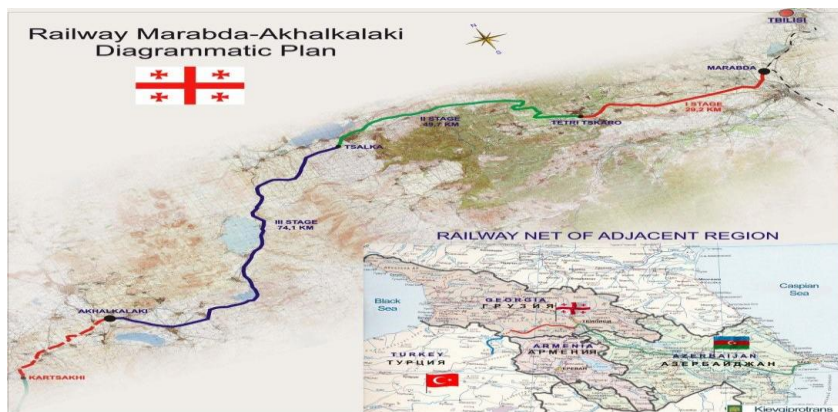 Railway Marabda-Akhalkalaki
Diagrammatic Plan
TBILISI
MARABDA
I STAGE
29,2 KM
TETRI TSKABO
II STAGE
TSALKA
III STAGE
74,1 KM
AKHALKALAKI
KARTSAKHI
RAILWAY NET OF ADJACENT REGION
Black
Sea
Caspian
Sea
GEORGIA
ГРУЗИЯ
TURKEY
ТУРЦИЯ
ARMENIA
АРМЕНИЯ
AZERBAIJAN
АЗЕРБАЙДЖАН
Kievgiprotrans